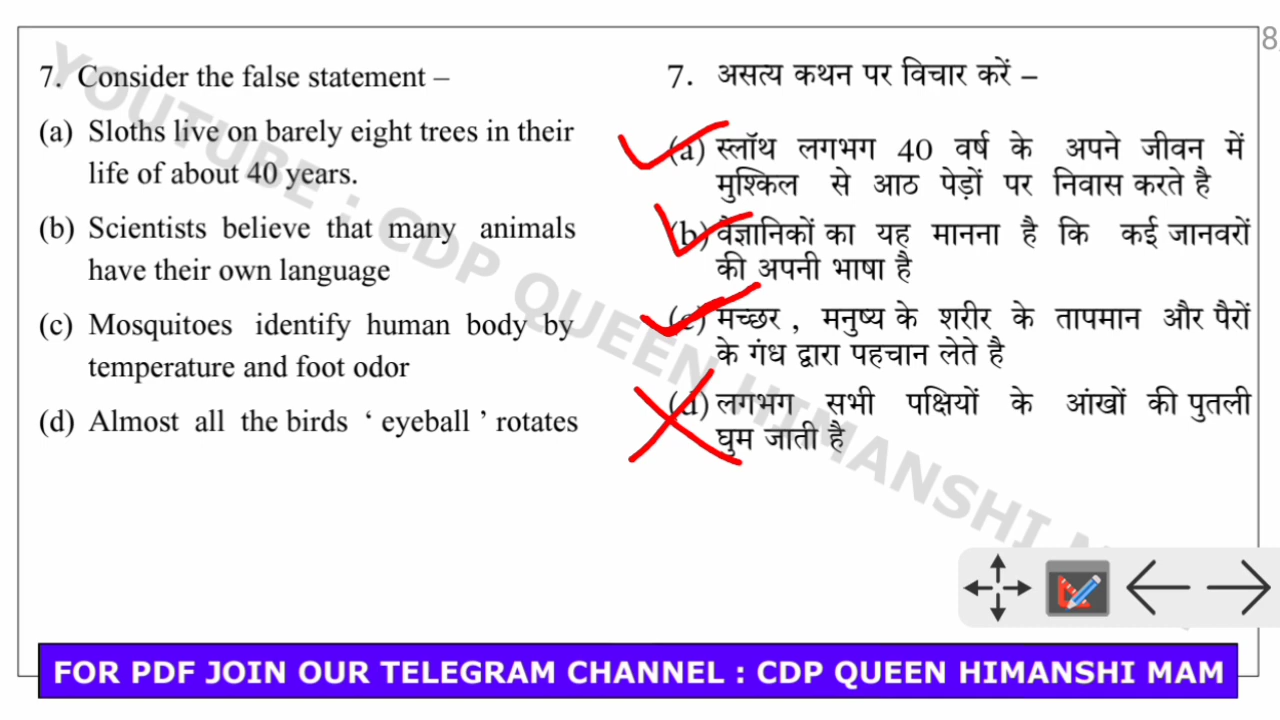 7. Consider the false statement –
(a) Sloths live on barely eight trees in their
life of about 40 years.
(b) Scientists believe that many animals
have their own language
(c) Mosquitoes identify human body by
temperature and foot odor
(d) Almost all the birds ‘ eyeball ’ rotates
7. असत्य कथन पर विचार करें –
(a) स्लॉथ लगभग 40 वर्ष के अपने जीवन में
मुश्किल से आठ पेड़ों पर निवास करते है
(b) वैज्ञानिकों का यह मानना है कि कई जानवरों
की अपनी भाषा है
(c) मच्छर , मनुष्य के शरीर के तापमान और पैरों
के गंध द्वारा पहचान लेते है
(d) लगभग सभी पक्षियों के आंखों की पुतली
घुम जाती है
YOUTUBE : CDP QUEEN HIMANSHI
8
FOR PDF JOIN OUR TELEGRAM CHANNEL : CDP QUEEN HIMANSHI MAM